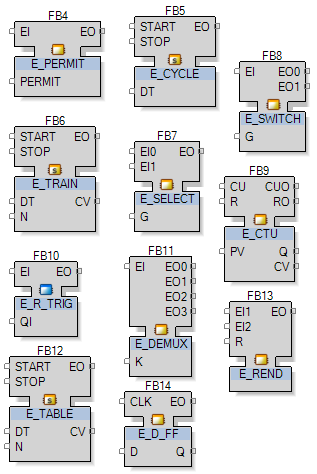 FB4
EI EO
E_PERMIT
PERMIT
FB5
START EO
STOP
E_CYCLE
DT
FB8
EI EO0
EO1
E_SWITCH
G
FB6
START EO
STOP
E_TRAIN
DT CV
N
FB7
EI0 EO
EI1
E_SELECT
G
FB9
CU CUO
R RO
E_CTU
PV Q
CV
FB10
EI EO
E_R_TRIG
QI
FB11
EI EO0
EO1
EO2
EO3
E_DEMUX
K
FB13
EI1 EO
EI2
R
E_REND
FB12
START EO
STOP
E_TABLE
DT CV
N
FB14
CLK EO
E_D_FF
D Q